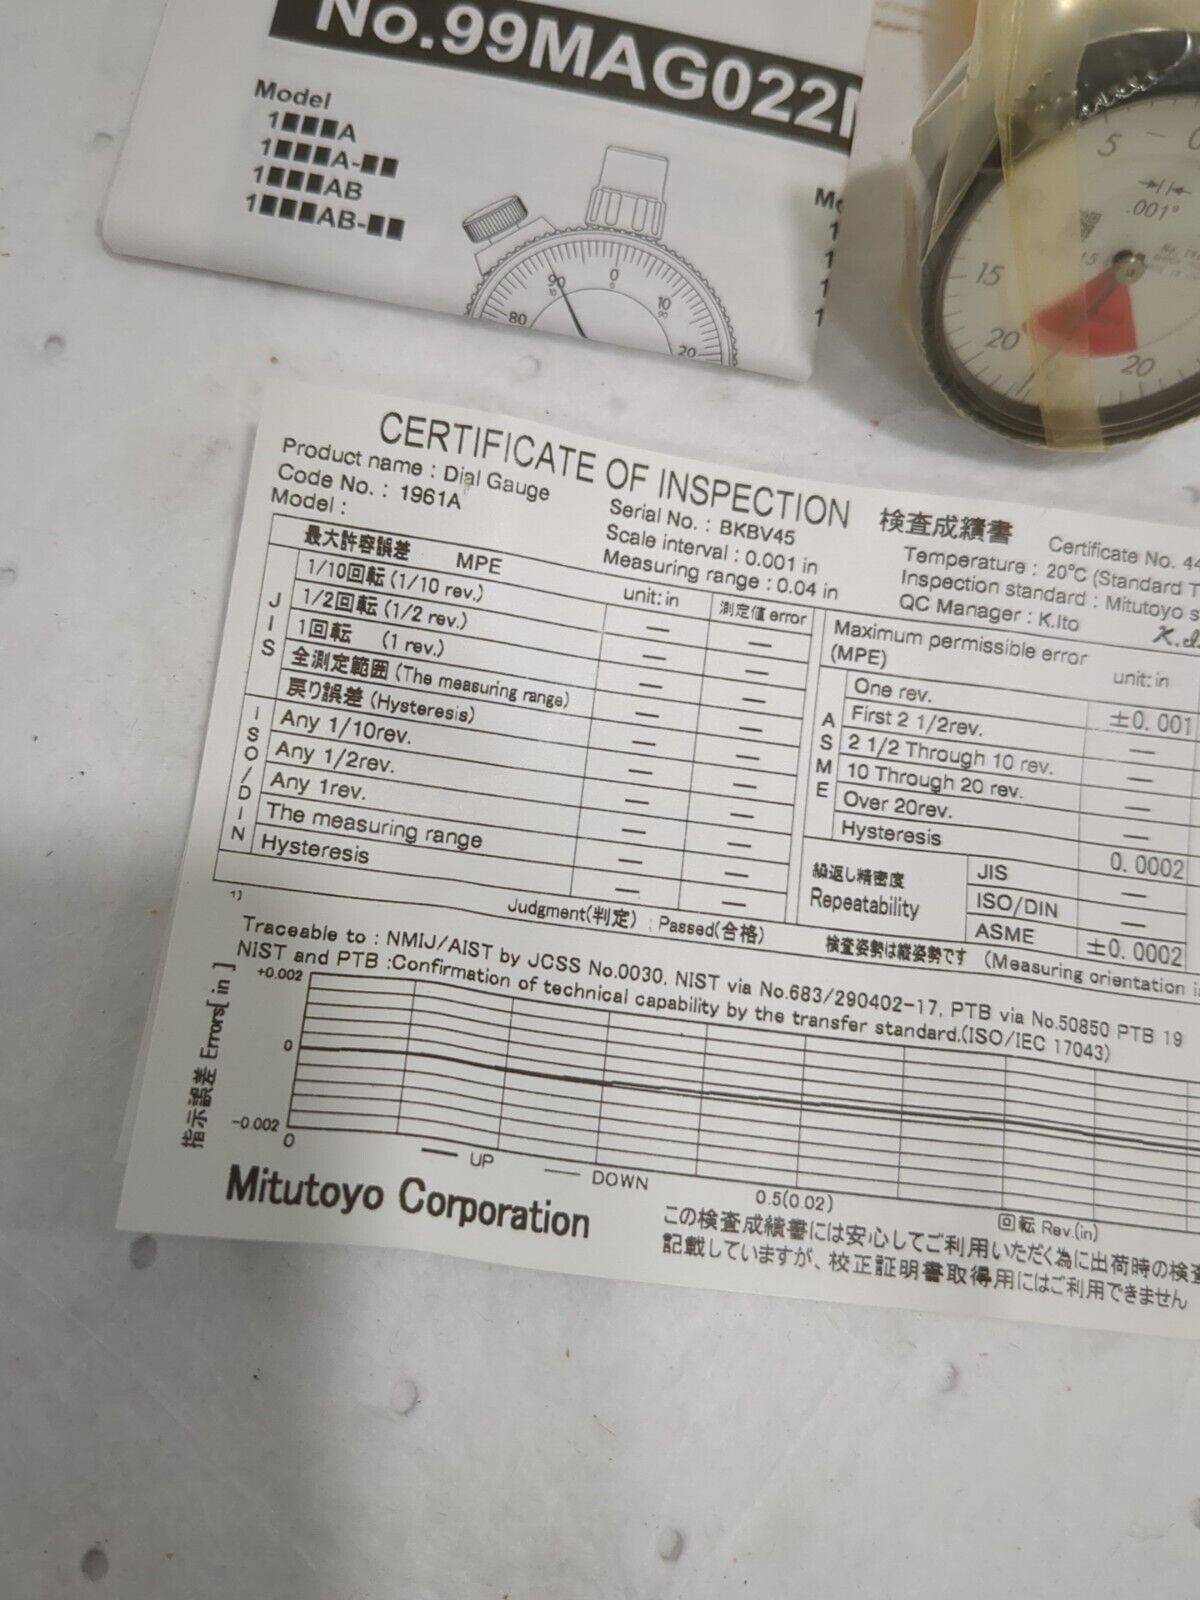 No.99MAG022
Model
1■■■A
1■■■A-■■
1■■■AB
1■■■AB-■■
0
10
20
90
80
5
.001"
15
15
20
20
CERTIFICATE OF INSPECTION 検査成績書
Product name : Dial Gauge
Code No. : 1961A
Model :
Serial No. : BKBV45
Scale interval : 0.001 in
Measuring range : 0.04 in
Certificate No. 44
Temperature : 20°C (Standard T
Inspection standard : Mitutoyo s
QC Manager : K.Ito
最大許容誤差 MPE unit: in 測定値 error
JIS
1/10回転 (1/10 rev.) — —
1/2回転 (1/2 rev.) — —
1回転 (1 rev.) — —
全測定範囲 (The measuring range) — —
戻り誤差 (Hysteresis) — —
ISO/DIN
Any 1/10rev. — —
Any 1/2rev. — —
Any 1rev. — —
The measuring range — —
Hysteresis — —
Maximum permissible error
(MPE) unit: in
ASME
One rev. ±0.001
First 2 1/2rev. —
2 1/2 Through 10 rev. —
10 Through 20 rev. —
Over 20rev. —
Hysteresis 0.0002
繰返し精密度
Repeatability
JIS —
ISO/DIN —
ASME ±0.0002
1)
Judgment(判定) : Passed(合格)
検査姿勢は縦姿勢です (Measuring orientation i
Traceable to : NMIJ/AIST by JCSS No.0030, NIST via No.683/290402-17, PTB via No.50850 PTB 19
NIST and PTB :Confirmation of technical capability by the transfer standard.(ISO/IEC 17043)
指示誤差 Errors[ in ]
+0.002
0
-0.002
0
UP
DOWN
0.5(0.02)
回転 Rev.(in)
Mitutoyo Corporation
この検査成績書には安心してご利用いただく為に出荷時の検査
記載していますが、校正証明書取得用にはご利用できません